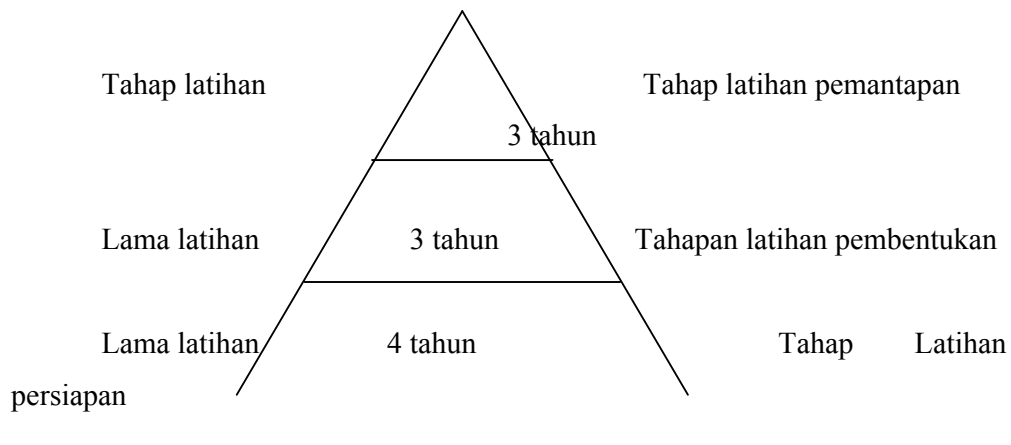 Tahap latihan Tahap latihan pemantapan
3 tahun
Lama latihan 3 tahun Tahapan latihan pembentukan
Lama latihan 4 tahun Tahap Latihan
persiapan